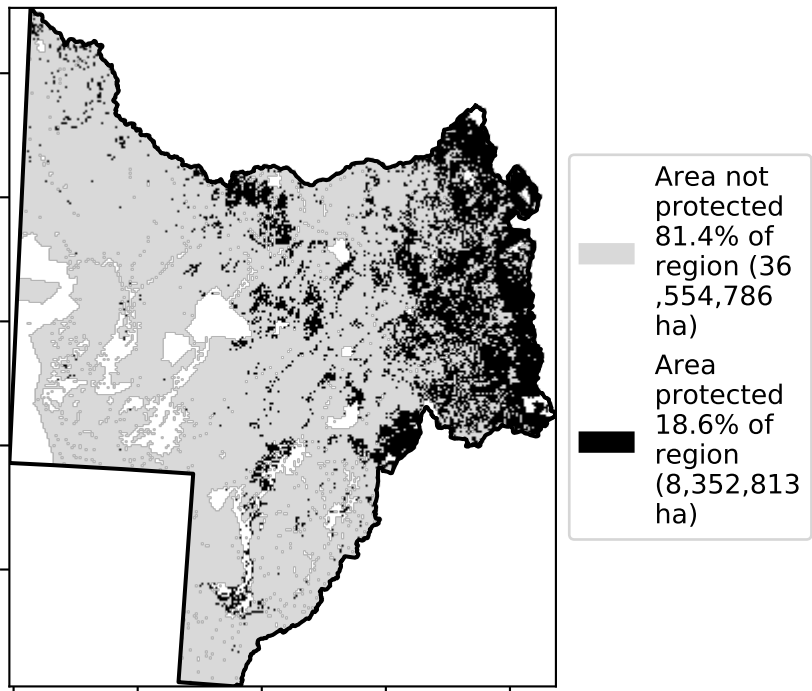 Area not
protected
81.4% of
region (36
,554,786
ha)
Area
protected
18.6% of
region
(8,352,813
ha)